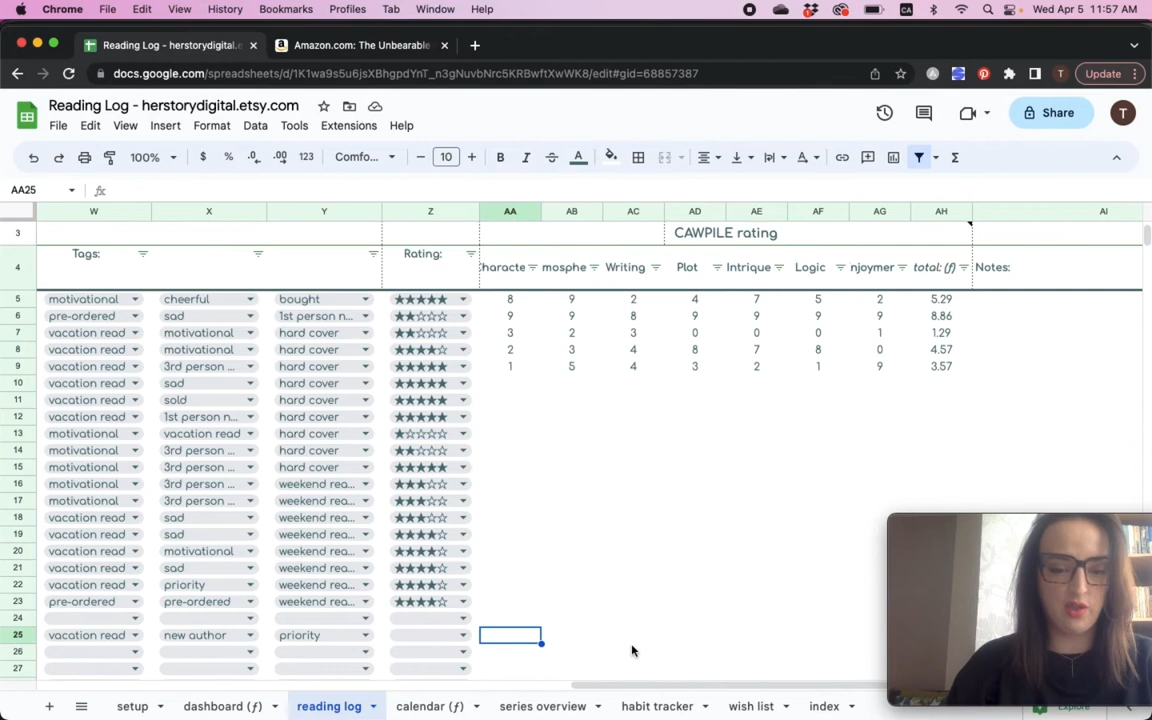 Chrome File Edit View History Bookmarks Profiles Tab Window Help CA Wed Apr 5 11:57 AM
Reading Log - herstorydigital.e Amazon.com: The Unbearable
docs.google.com/spreadsheets/d/1K1wa9s5u6jsXBhgpdYnT_n3gNuvbNrc5KRBwftXwWK8/edit#gid=68857387 T Update
Reading Log - herstorydigital.etsy.com Share T
File Edit View Insert Format Data Tools Extensions Help
100% $ % .0 .00 123 Comfo... 10 B I A
AA25 fx
W X Y Z AA AB AC AD AE AF AG AH AI
3 CAWPILE rating
4 Tags: Rating: haracte mosphe Writing Plot Intrigue Logic njoymer total: (ƒ) Notes:
5 motivational cheerful bought ★★★★★ 8 9 2 4 7 5 2 5.29
6 pre-ordered sad 1st person n... ★★☆☆☆ 9 9 8 9 9 9 9 8.86
7 vacation read motivational hard cover ★★☆☆☆ 3 2 3 0 0 0 1 1.29
8 vacation read motivational hard cover ★★★★☆ 2 3 4 8 7 8 0 4.57
9 vacation read 3rd person ... hard cover ★★★★★ 1 5 4 3 2 1 9 3.57
10 vacation read sad hard cover ★★★★★
11 vacation read sold hard cover ★★★★★
12 vacation read 1st person n... hard cover ★★★★★
13 motivational vacation read hard cover ★☆☆☆☆
14 motivational 3rd person ... hard cover ★★☆☆☆
15 motivational 3rd person ... hard cover ★★★★★
16 motivational 3rd person ... weekend rea... ★★★☆☆
17 motivational 3rd person ... weekend rea... ★★★☆☆
18 vacation read sad weekend rea... ★★★☆☆
19 vacation read sad weekend rea... ★★★★☆
20 vacation read motivational weekend rea... ★★★★☆
21 vacation read sad weekend rea... ★★★★☆
22 vacation read priority weekend rea... ★★★★☆
23 pre-ordered pre-ordered weekend rea... ★★★★☆
24
25 vacation read new author priority
26
27
setup dashboard (ƒ) reading log calendar (ƒ) series overview habit tracker wish list index Explore